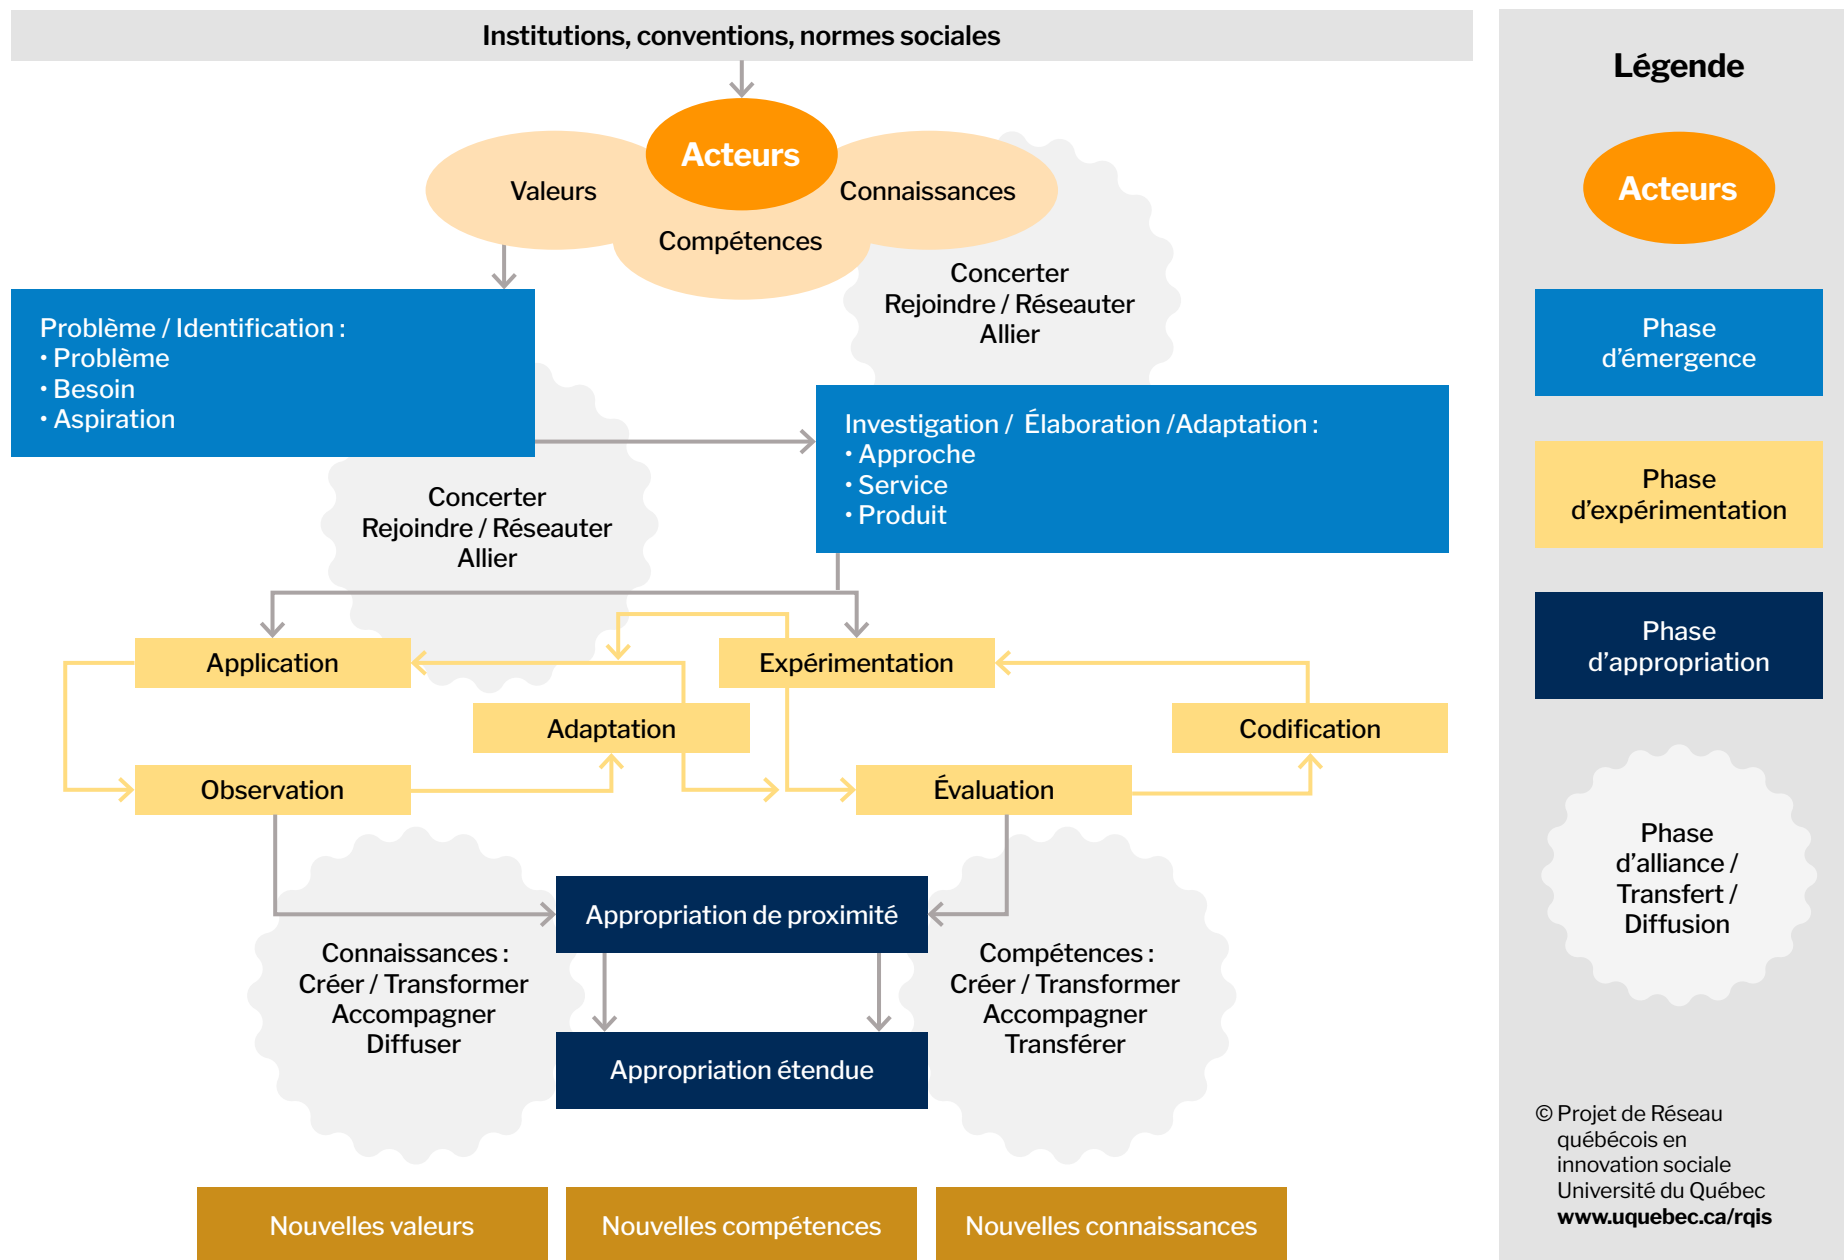 Institutions, conventions, normes sociales
Acteurs
Valeurs
Connaissances
Compétences
Concerter
Rejoindre / Réseauter
Allier
Problème / Identification :
• Problème
• Besoin
• Aspiration
Investigation / Élaboration /Adaptation :
• Approche
• Service
• Produit
Concerter
Rejoindre / Réseauter
Allier
Application
Expérimentation
Adaptation
Codification
Observation
Évaluation
Appropriation de proximité
Connaissances :
Créer / Transformer
Accompagner
Diffuser
Compétences :
Créer / Transformer
Accompagner
Transférer
Appropriation étendue
Nouvelles valeurs
Nouvelles compétences
Nouvelles connaissances
Légende
Acteurs
Phase
d’émergence
Phase
d’expérimentation
Phase
d’appropriation
Phase
d’alliance /
Transfert /
Diffusion
© Projet de Réseau
québécois en
innovation sociale
Université du Québec
www.uquebec.ca/rqis